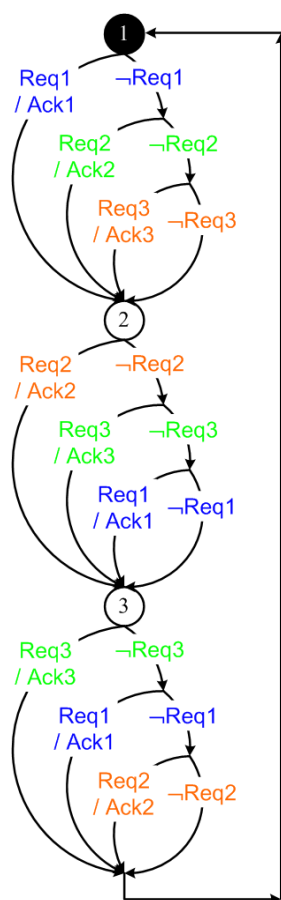 1
Req1 ¬Req1
/ Ack1
Req2 ¬Req2
/ Ack2
Req3 ¬Req3
/ Ack3
2
Req2 ¬Req2
/ Ack2
Req3 ¬Req3
/ Ack3
Req1 ¬Req1
/ Ack1
3
Req3 ¬Req3
/ Ack3
Req1 ¬Req1
/ Ack1
Req2 ¬Req2
/ Ack2